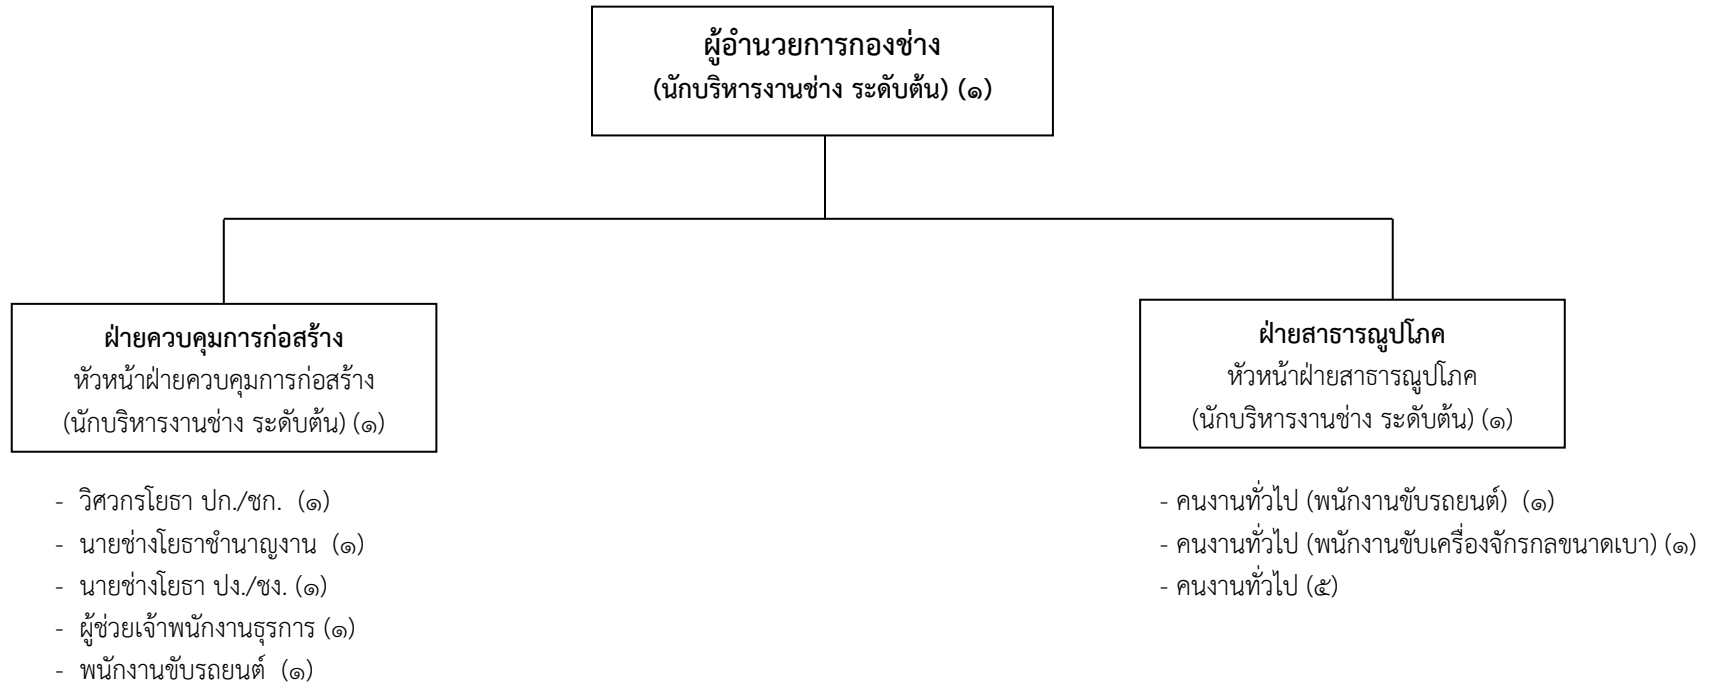 ผู้อำนวยการกองช่าง
(นักบริหารงานช่าง ระดับต้น) (๑)
ฝ่ายควบคุมการก่อสร้าง
หัวหน้าฝ่ายควบคุมการก่อสร้าง
(นักบริหารงานช่าง ระดับต้น) (๑)
- วิศวกรโยธา ปก./ชก. (๑)
- นายช่างโยธาชำนาญงาน (๑)
- นายช่างโยธา ปง./ชง. (๑)
- ผู้ช่วยเจ้าพนักงานธุรการ (๑)
- พนักงานขับรถยนต์ (๑)
ฝ่ายสาธารณูปโภค
หัวหน้าฝ่ายสาธารณูปโภค
(นักบริหารงานช่าง ระดับต้น) (๑)
- คนงานทั่วไป (พนักงานขับรถยนต์) (๑)
- คนงานทั่วไป (พนักงานขับเครื่องจักรกลขนาดเบา) (๑)
- คนงานทั่วไป (๕)